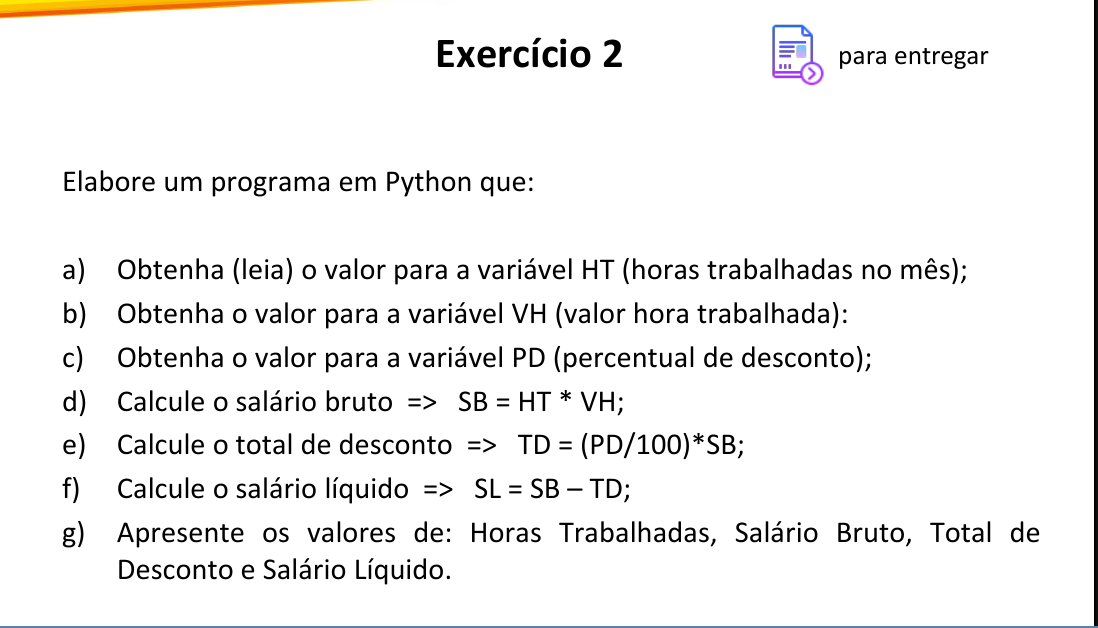 Exercício 2
para entregar
Elabore um programa em Python que:
a) Obtenha (leia) o valor para a variável HT (horas trabalhadas no mês);
b) Obtenha o valor para a variável VH (valor hora trabalhada):
c) Obtenha o valor para a variável PD (percentual de desconto);
d) Calcule o salário bruto => SB = HT * VH;
e) Calcule o total de desconto => TD = (PD/100)*SB;
f) Calcule o salário líquido => SL = SB – TD;
g) Apresente os valores de: Horas Trabalhadas, Salário Bruto, Total de
Desconto e Salário Líquido.